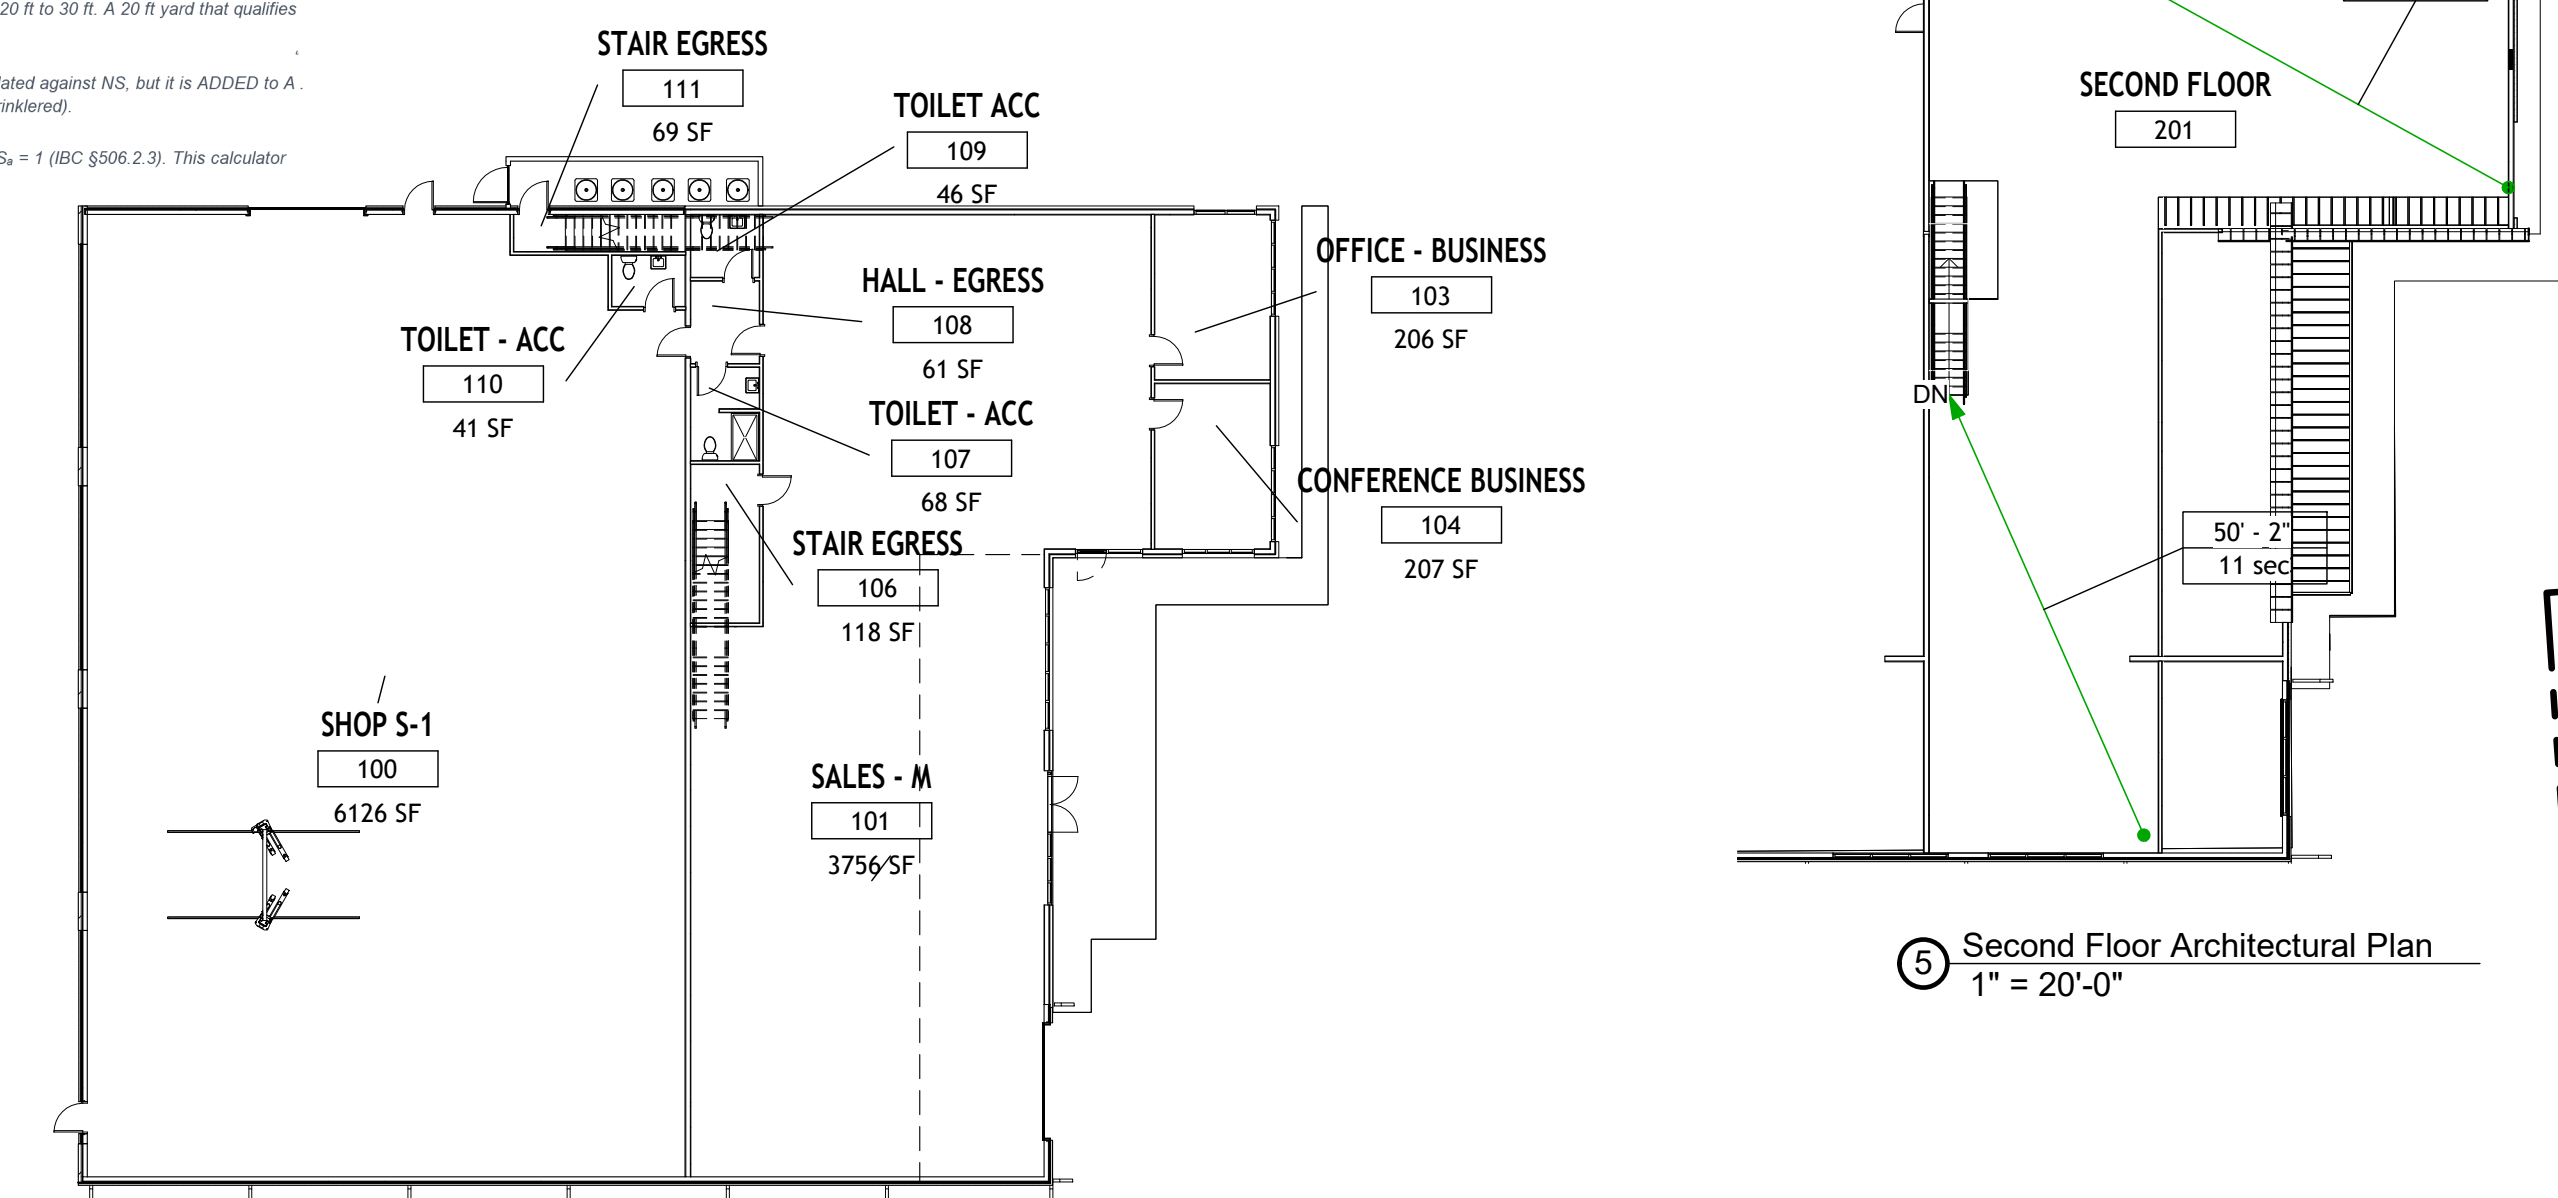 20 ft to 30 ft. A 20 ft yard that qualifies
lated against NS, but it is ADDED to A .
rinklered).
Sₐ = 1 (IBC §506.2.3). This calculator
STAIR EGRESS
111
69 SF
TOILET ACC
109
46 SF
HALL - EGRESS
108
61 SF
OFFICE - BUSINESS
103
206 SF
TOILET - ACC
110
41 SF
TOILET - ACC
107
68 SF
CONFERENCE BUSINESS
104
207 SF
STAIR EGRESS
106
118 SF
SHOP S-1
100
6126 SF
SALES - M
101
3756 SF
SECOND FLOOR
201
DN
50' - 2"
11 sec
5
Second Floor Architectural Plan
1" = 20'-0"